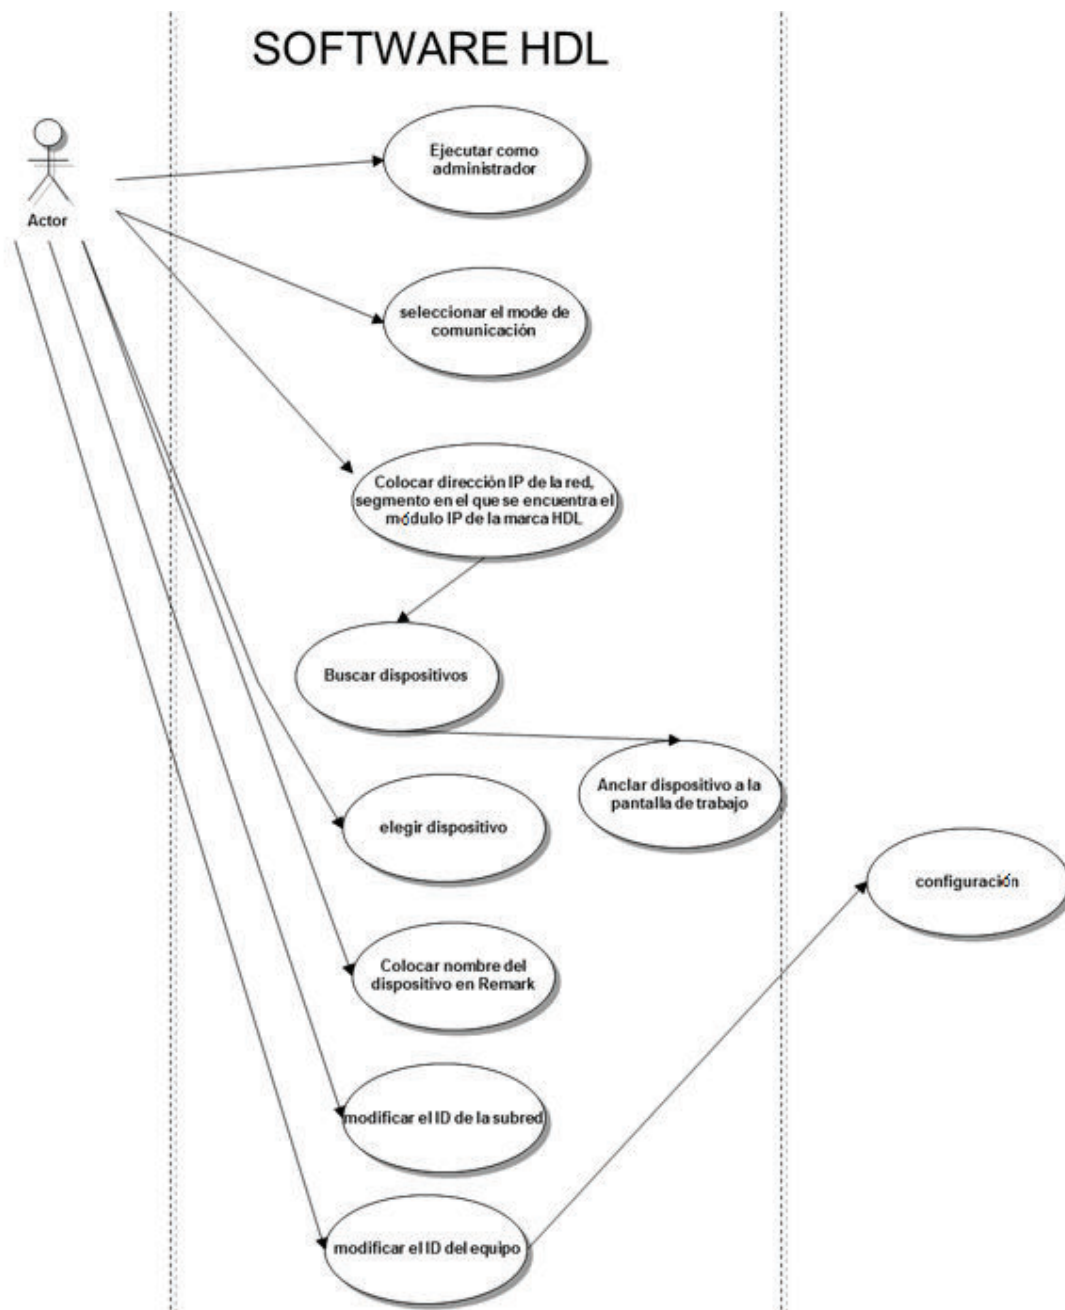 SOFTWARE HDL
Ejecutar como
administrador
Actor
seleccionar el mode de
comunicación
Colocar dirección IP de la red,
segmento en el que se encuentra el
módulo IP de la marca HDL
Buscar dispositivos
Anclar dispositivo a la
pantalla de trabajo
elegir dispositivo
configuración
Colocar nombre del
dispositivo en Remark
modificar el ID de la subred
modificar el ID del equipo